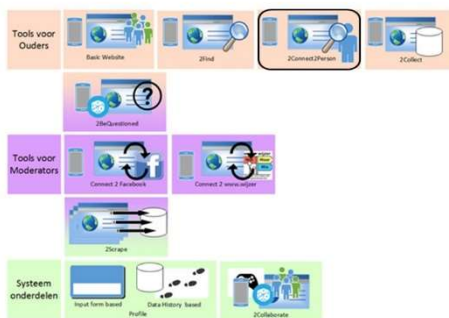 Tools voor
Ouders
Basic Website
2Find
2Connect2Person
2Collect
2BeQuestioned
?
Tools voor
Moderators
Connect 2 Facebook
f
Connect 2 www.wijzer
2Scrape
Systeem
onderdelen
Input form based
Data History based
Profile
2Collaborate